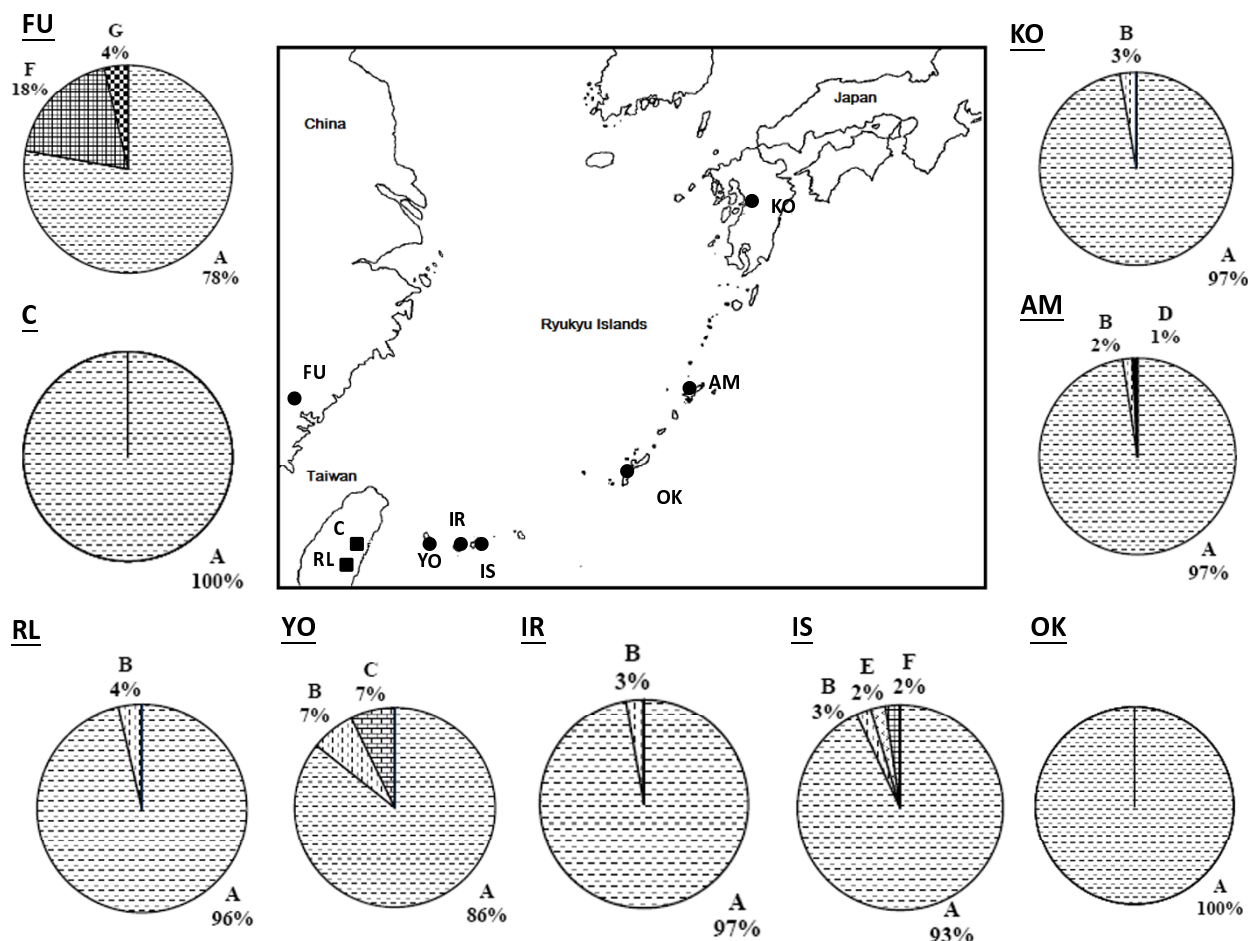 FU
G
4%
F
18%
A
78%
C
A
100%
China
Japan
KO
Ryukyu Islands
AM
FU
OK
Taiwan
C
RL
YO
IR
IS
KO
B
3%
A
97%
AM
B
2%
D
1%
A
97%
RL
B
4%
A
96%
YO
B
7%
C
7%
A
86%
IR
B
3%
A
97%
IS
B
3%
E
2%
F
2%
A
93%
OK
A
100%